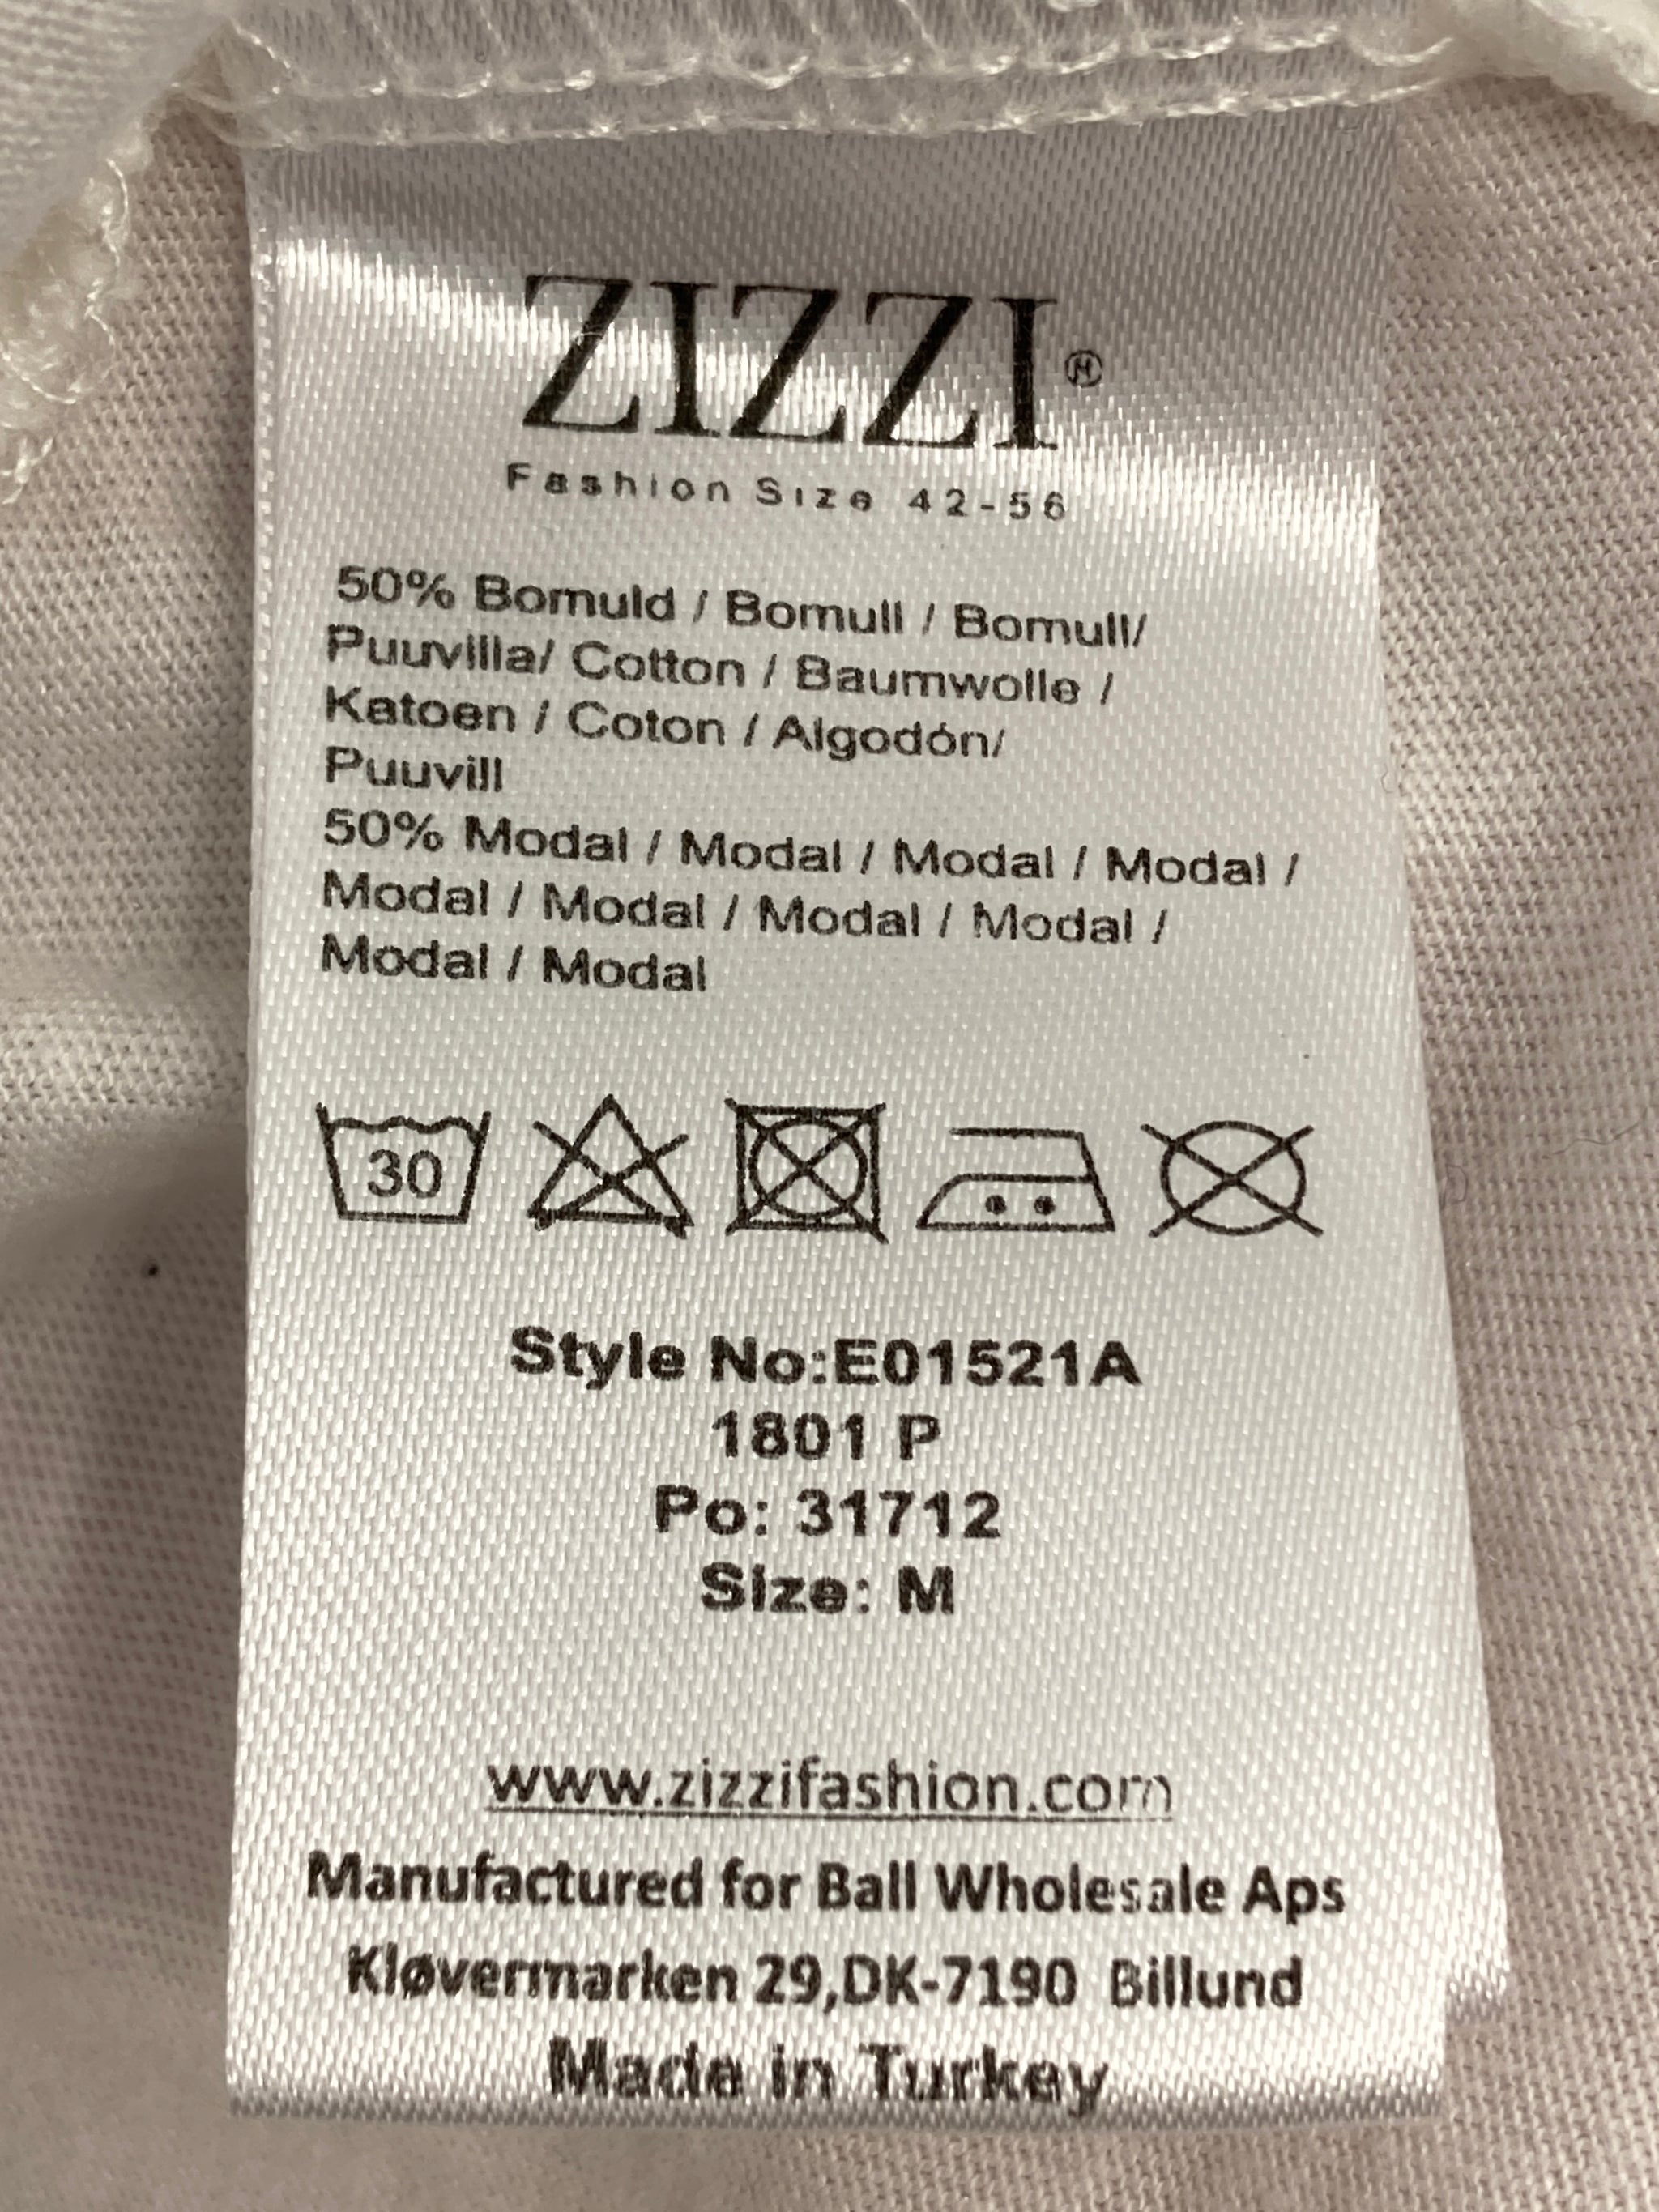 ZIZZI®
Fashion Size 42-56
50% Bomuld / Bomull / Bomull/
Puuvilla/ Cotton / Baumwolle /
Katoen / Coton / Algodón/
Puuvill
50% Modal / Modal / Modal / Modal /
Modal / Modal / Modal / Modal /
Modal / Modal
30
Style No:E01521A
1801 P
Po: 31712
Size: M
www.zizzifashion.com
Manufactured for Ball Wholesale Aps
Kløvermarken 29,DK-7190 Billund
Made in Turkey